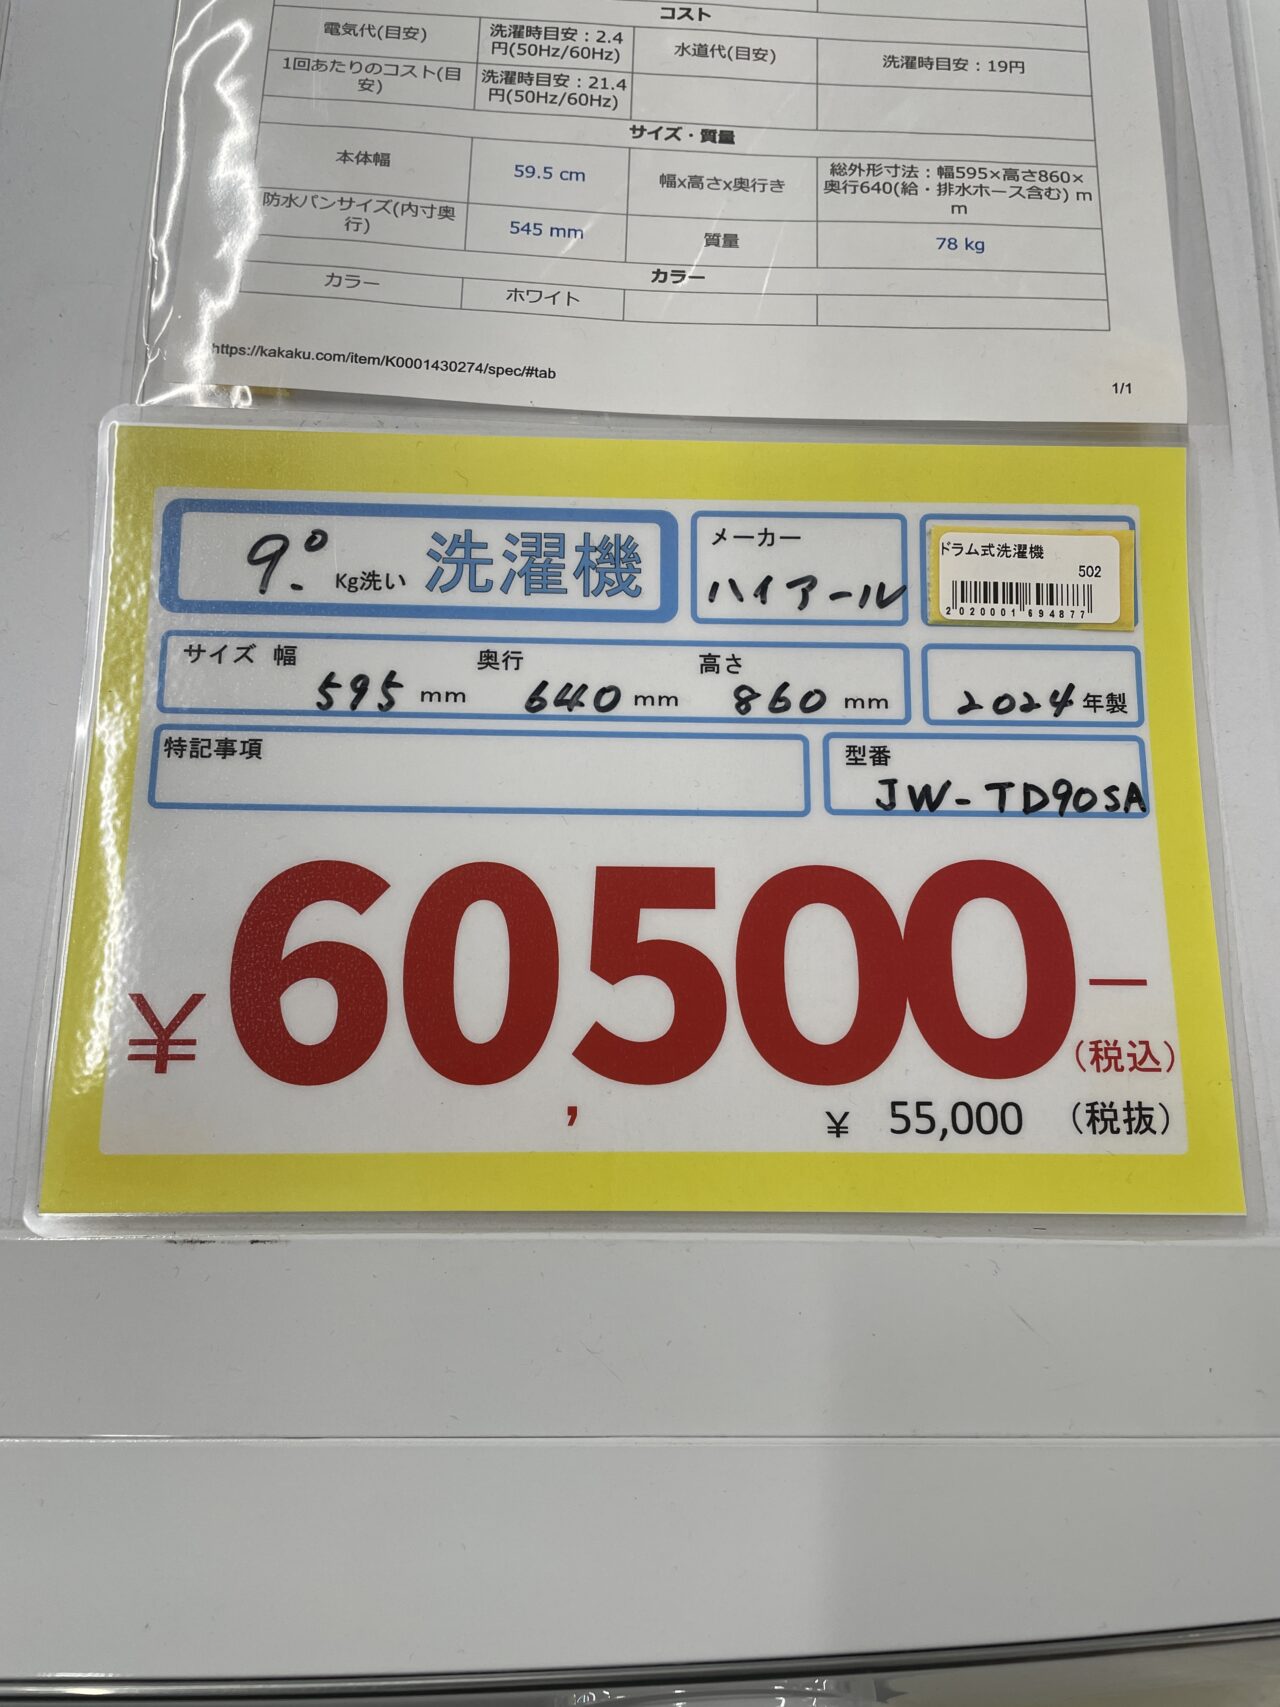 コスト
電気代(目安) 洗濯時目安：2.4円(50Hz/60Hz) 水道代(目安) 洗濯時目安：19円
1回あたりのコスト(目安) 洗濯時目安：21.4円(50Hz/60Hz)
サイズ・質量
本体幅 59.5 cm 幅x高さx奥行き 総外形寸法：幅595×高さ860×奥行640(給・排水ホース含む) mm
防水パンサイズ(内寸奥行) 545 mm 質量 78 kg
カラー
カラー ホワイト
https://kakaku.com/item/K0001430274/spec/#tab
1/1
9.0 Kg洗い 洗濯機
メーカー
ハイアール
ドラム式洗濯機
502
2020001694877
サイズ 幅 595 mm 奥行 640 mm 高さ 860 mm
2024年製
特記事項
型番
JW-TD90SA
¥60,500－
(税込)
¥ 55,000 (税抜)